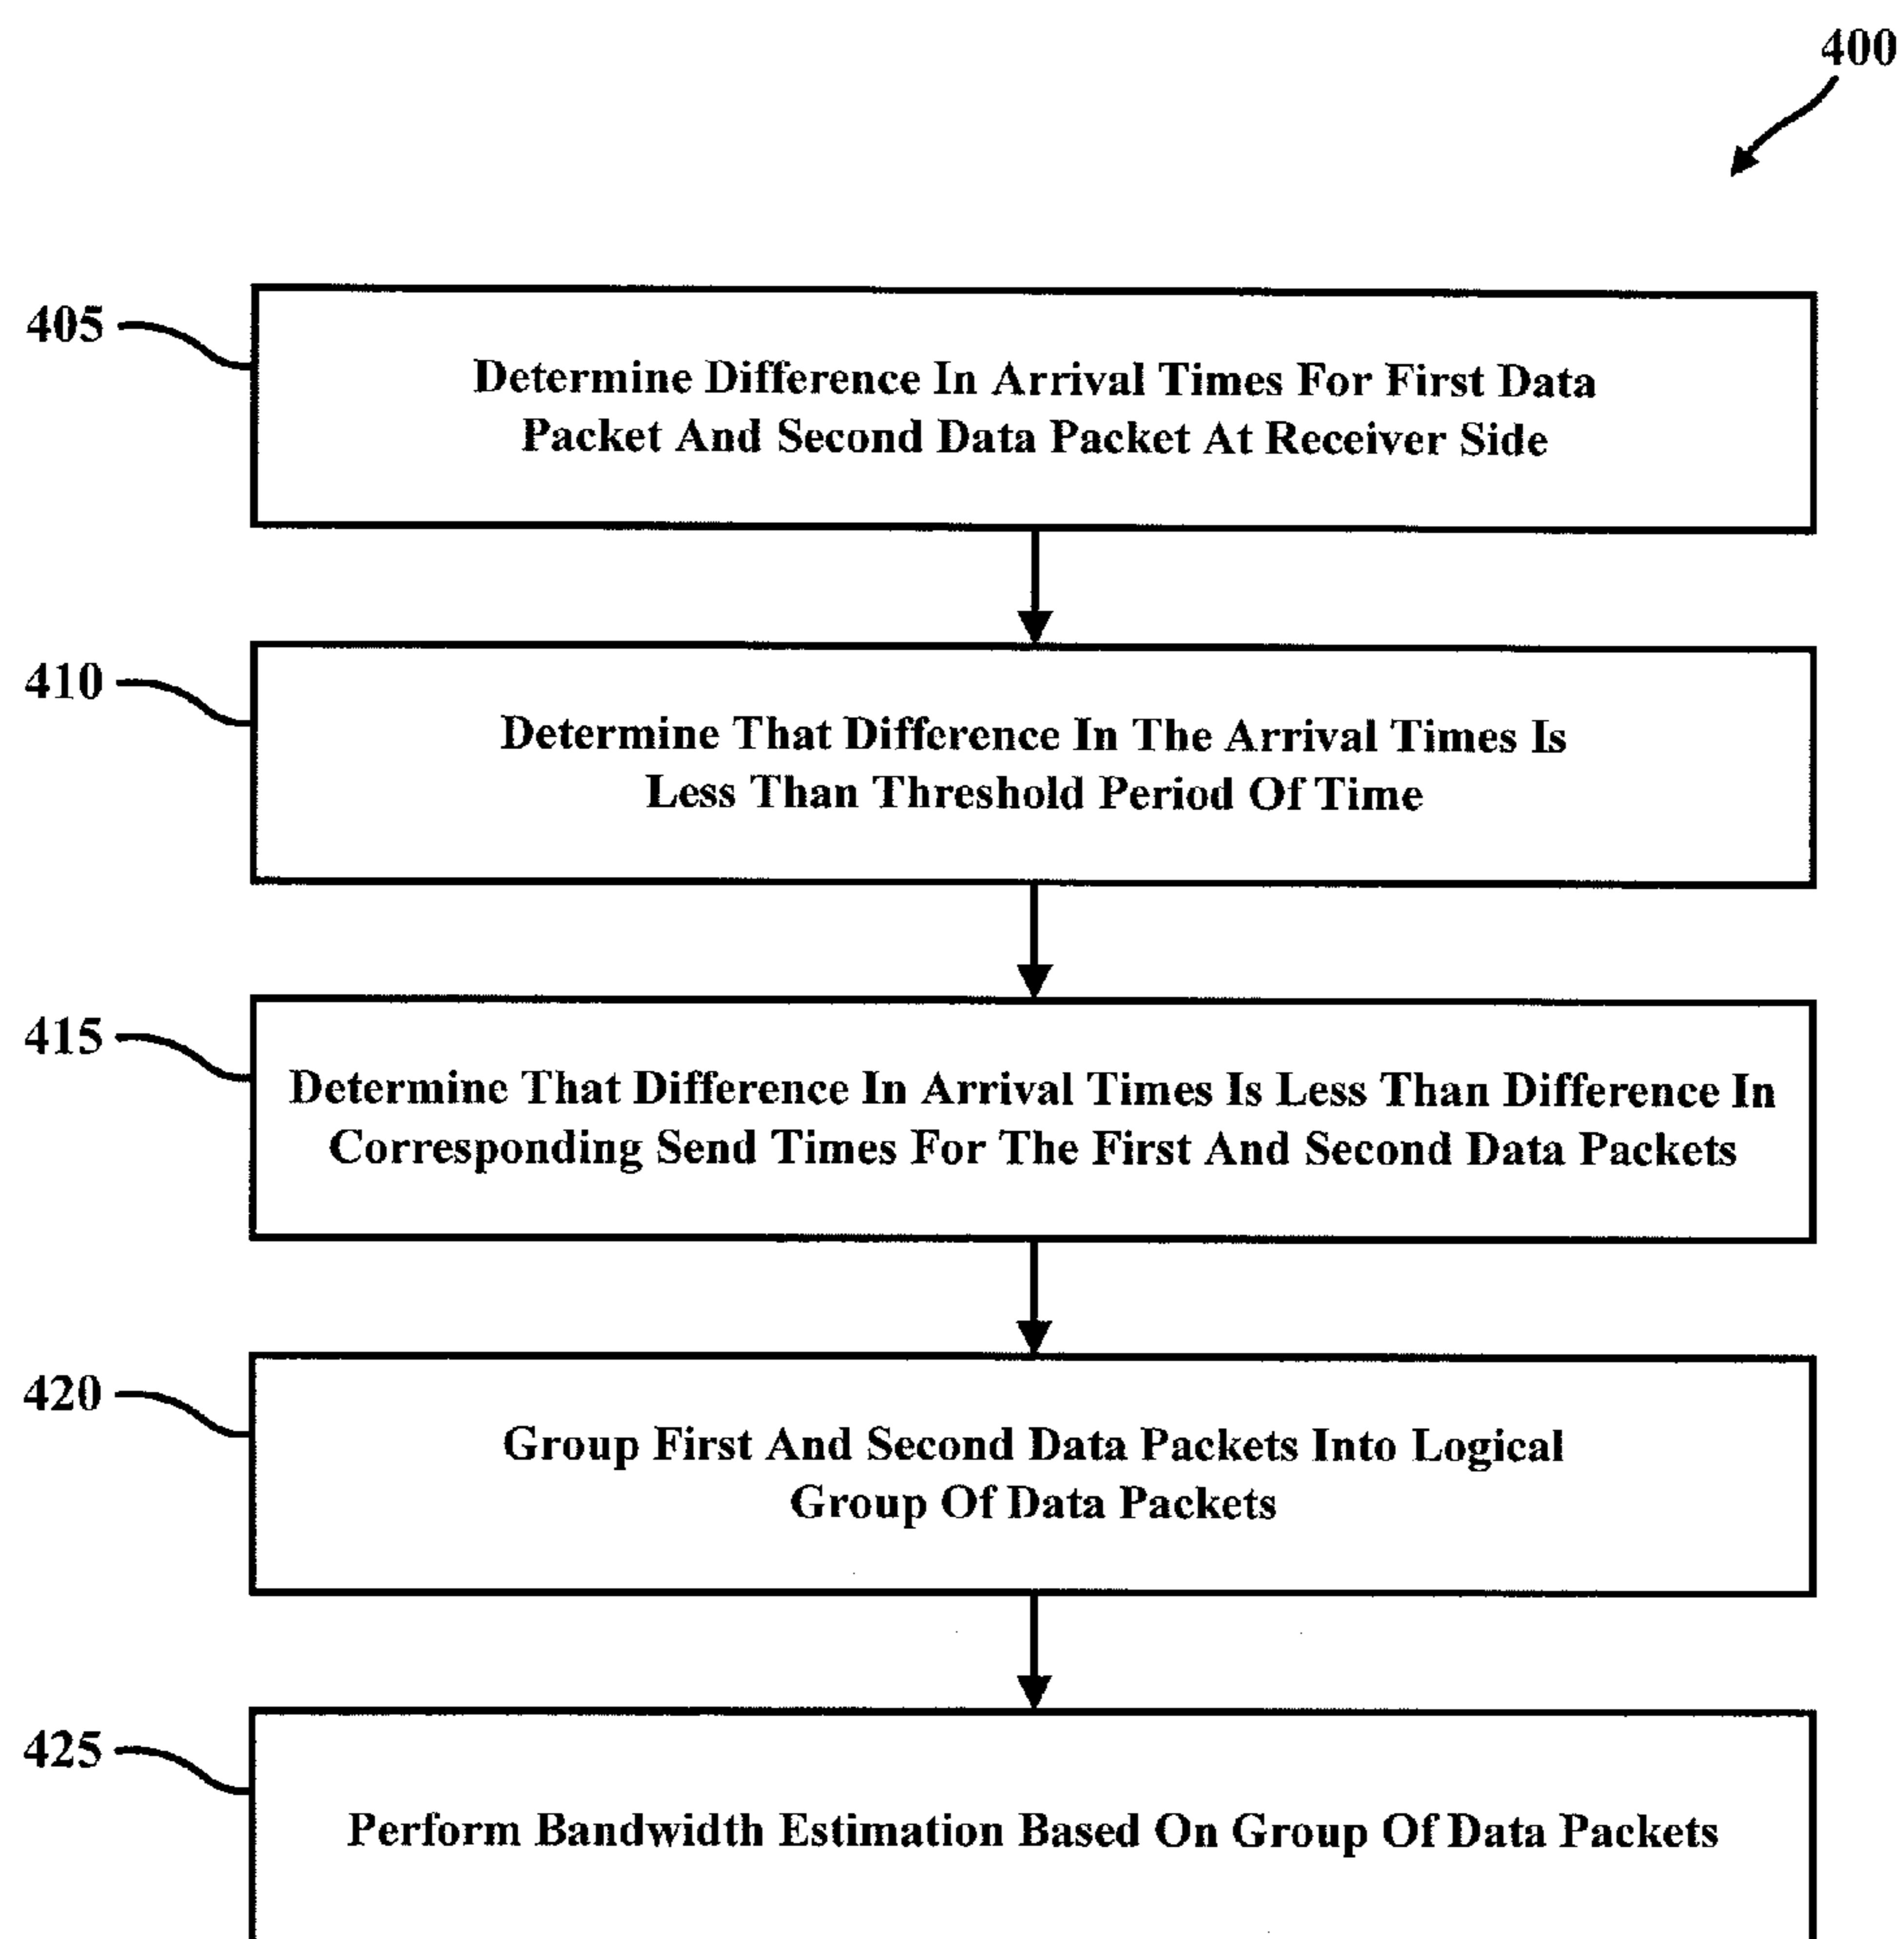 400
405
Determine Difference In Arrival Times For First Data
Packet And Second Data Packet At Receiver Side
410
Determine That Difference In The Arrival Times Is
Less Than Threshold Period Of Time
415
Determine That Difference In Arrival Times Is Less Than Difference In
Corresponding Send Times For The First And Second Data Packets
420
Group First And Second Data Packets Into Logical
Group Of Data Packets
425
Perform Bandwidth Estimation Based On Group Of Data Packets